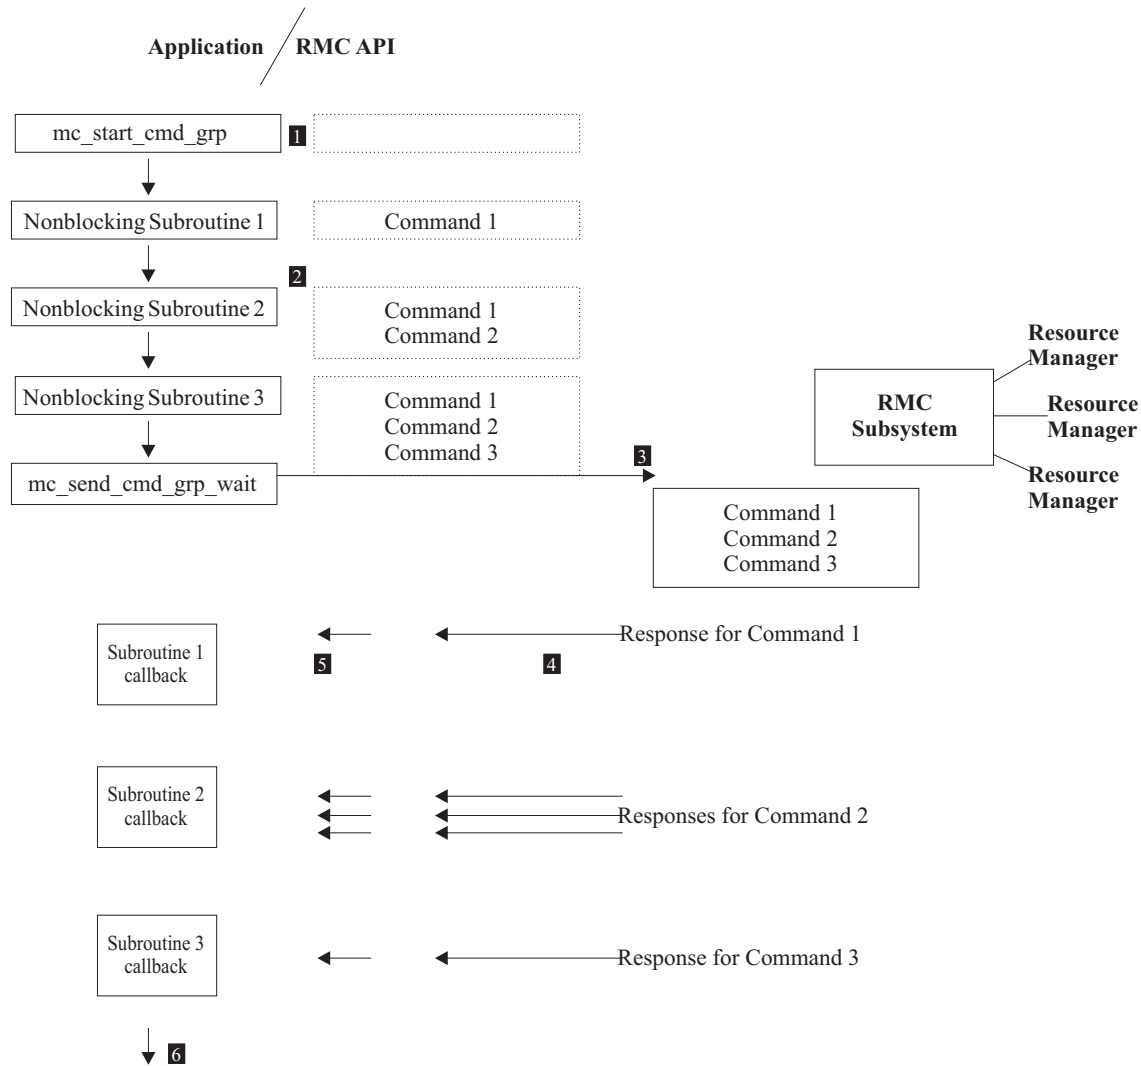 Application / RMC API
mc_start_cmd_grp
1
Nonblocking Subroutine 1
Command 1
2
Nonblocking Subroutine 2
Command 1
Command 2
Nonblocking Subroutine 3
Command 1
Command 2
Command 3
mc_send_cmd_grp_wait
3
RMC
Subsystem
Resource
Manager
Resource
Manager
Resource
Manager
Command 1
Command 2
Command 3
Subroutine 1
callback
5
4
Response for Command 1
Subroutine 2
callback
Responses for Command 2
Subroutine 3
callback
Response for Command 3
6